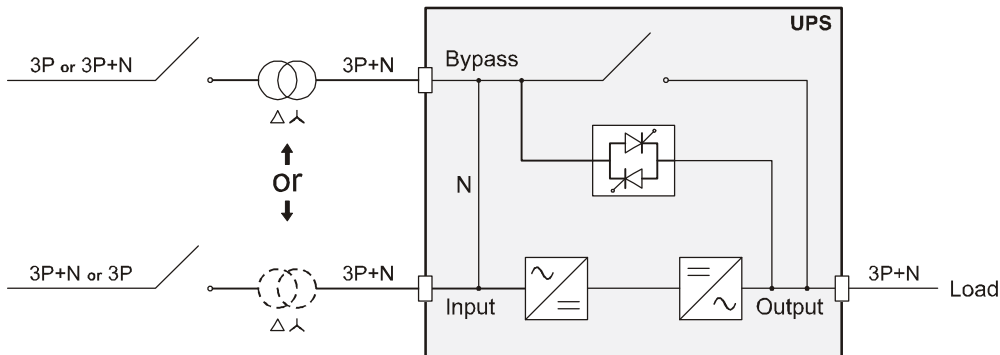 UPS
3P or 3P+N
3P+N
Bypass
or
N
3P+N or 3P
3P+N
Input
Output
3P+N
Load